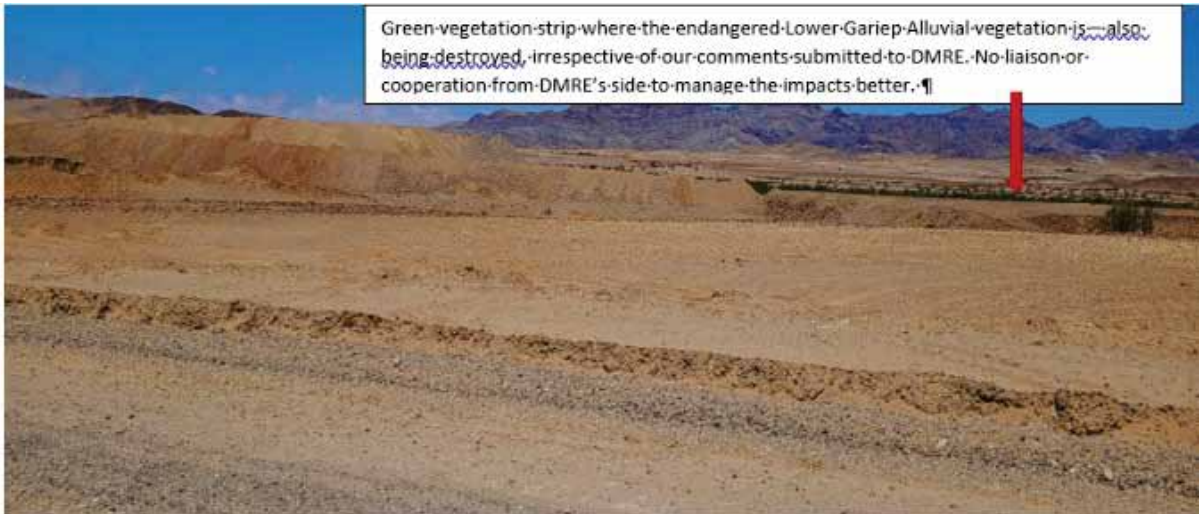 Green vegetation strip where the endangered Lower Gariep Alluvial vegetation is—also
being destroyed, irrespective of our comments submitted to DMRE. No liaison or
cooperation from DMRE's side to manage the impacts better. ¶